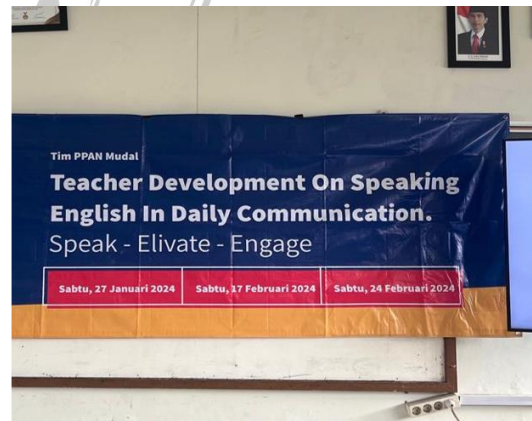 Tim PPAN Mudal
Teacher Development On Speaking
English In Daily Communication.
Speak - Elivate - Engage
Sabtu, 27 Januari 2024
Sabtu, 17 Februari 2024
Sabtu, 24 Februari 2024